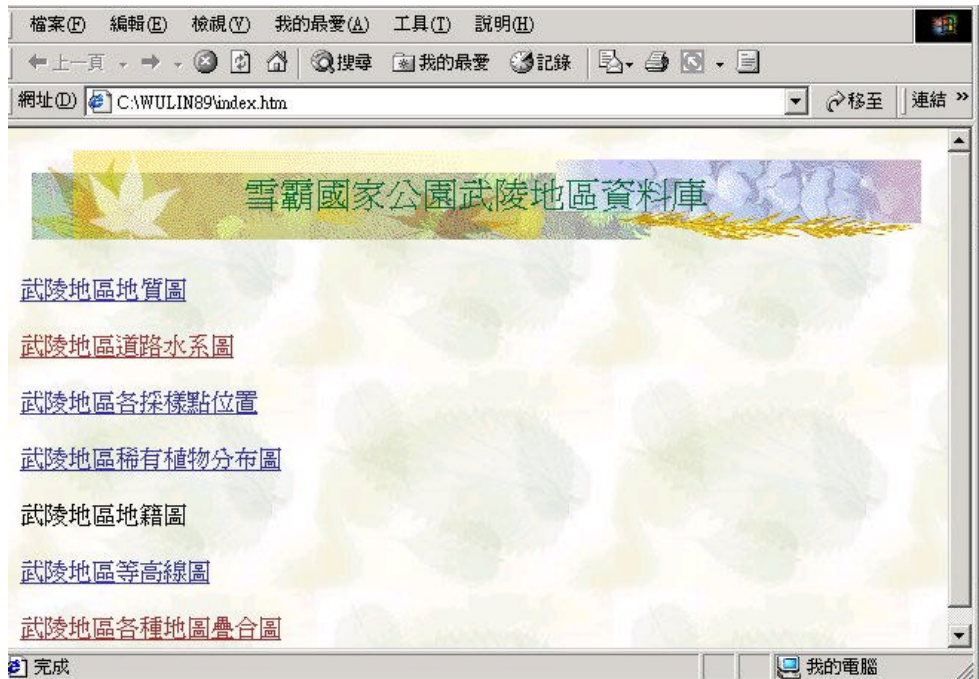 檔案(F) 編輯(E) 檢視(V) 我的最愛(A) 工具(T) 說明(H)
上一頁 搜尋 我的最愛 記錄
網址(D) C:\WULIN89\index.htm 移至 連結 »
雪霸國家公園武陵地區資料庫
武陵地區地質圖
武陵地區道路水系圖
武陵地區各採樣點位置
武陵地區稀有植物分布圖
武陵地區地籍圖
武陵地區等高線圖
武陵地區各種地圖疊合圖
完成 我的電腦